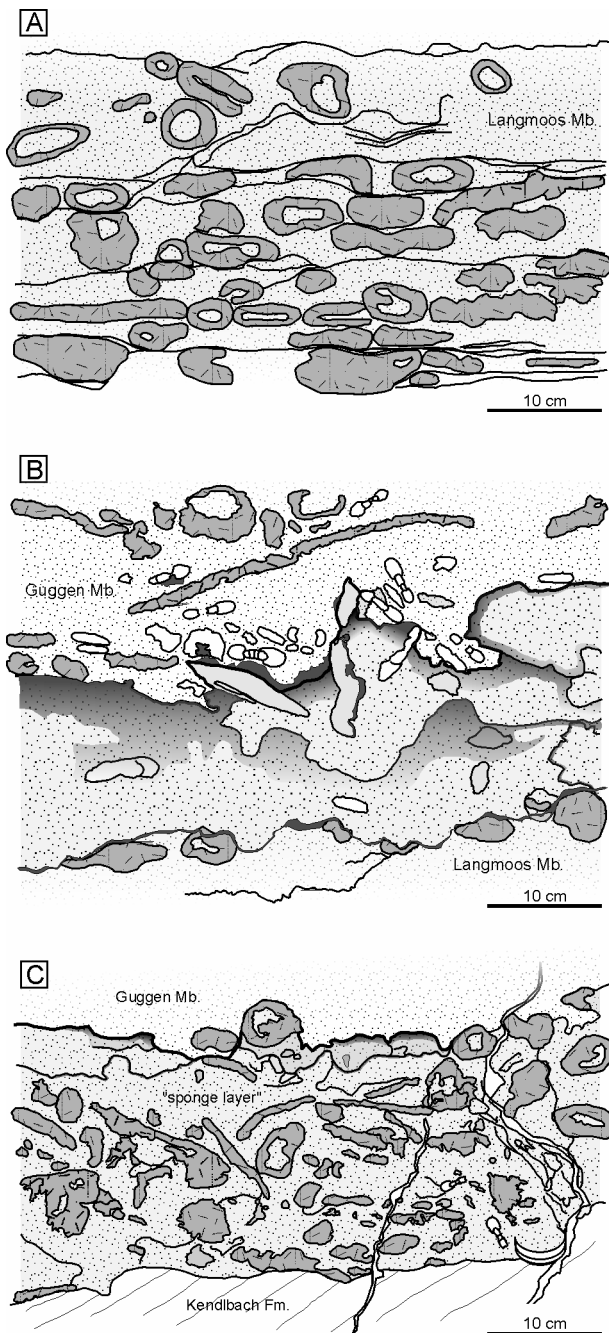 A
Langmoos Mb.
10 cm
B
Guggen Mb.
Langmoos Mb.
10 cm
C
Guggen Mb.
"sponge layer"
Kendlbach Fm.
10 cm